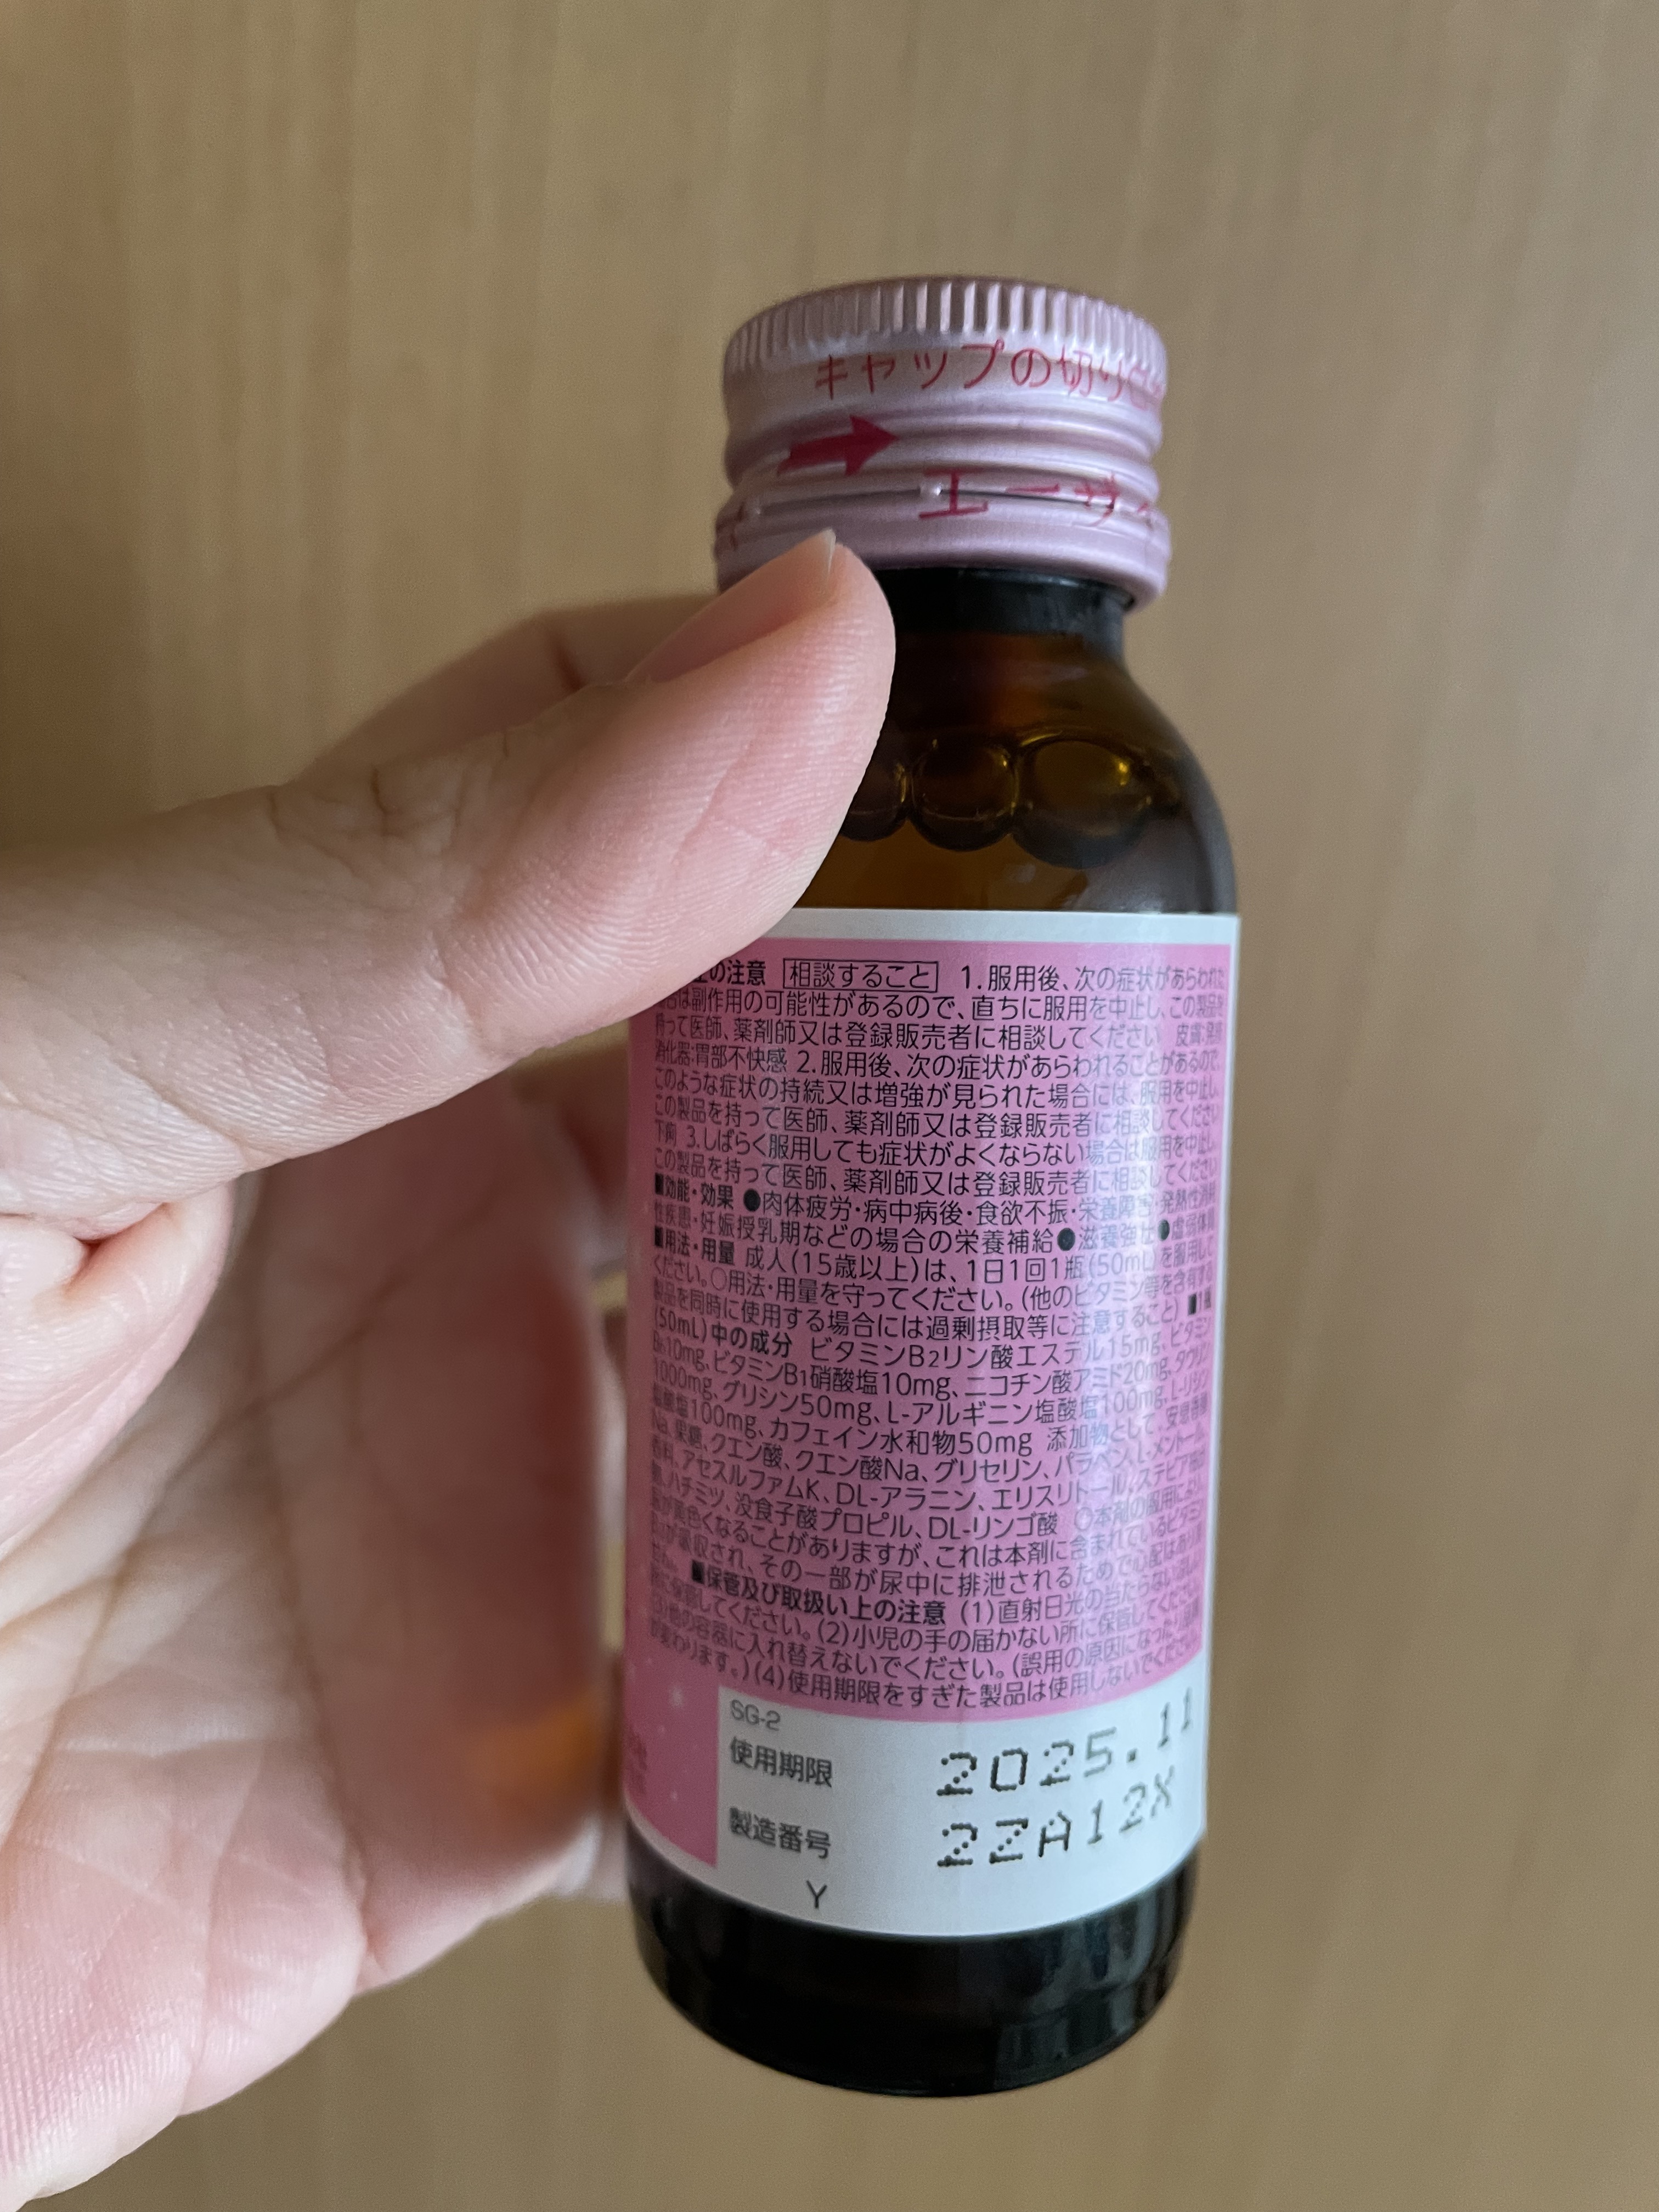 キャップの切り
エーザイ
の注意 相談すること 1.服用後、次の症状があらわれた
は副作用の可能性があるので、直ちに服用を中止し、この製品を
持って医師、薬剤師又は登録販売者に相談してください 皮膚:発疹
消化器:胃部不快感 2.服用後、次の症状があらわれることがあるので、
このような症状の持続又は増強が見られた場合には、服用を中止し、
この製品を持って医師、薬剤師又は登録販売者に相談してください
下痢 3.しばらく服用しても症状がよくならない場合は服用を中止し、
この製品を持って医師、薬剤師又は登録販売者に相談してください
■効能・効果 ●肉体疲労・病中病後・食欲不振・栄養障害・発熱性消耗
性疾患・妊娠授乳期などの場合の栄養補給●滋養強壮●虚弱体質
■用法・用量 成人(15歳以上)は、1日1回1瓶(50mL)を服用して
ください。○用法・用量を守ってください。(他のビタミン等を含有する
製品を同時に使用する場合には過剰摂取等に注意すること) ■1瓶
(50mL)中の成分 ビタミンB2リン酸エステル15mg、ビタミン
B6 10mg、ビタミンB1硝酸塩10mg、ニコチン酸アミド20mg、タウリン
1000mg、グリシン50mg、L-アルギニン塩酸塩100mg、L-リジン
塩酸塩100mg、カフェイン水和物50mg 添加物として、安息香酸
Na、果糖、クエン酸、クエン酸Na、グリセリン、パラベン、L-メントール、
香料、アセスルファムK、DL-アラニン、エリスリトール、ステビア抽出
物、ハチミツ、没食子酸プロピル、DL-リンゴ酸 ○本剤の服用により、
尿が黄色くなることがありますが、これは本剤に含まれているビタミン
B2が吸収され、その一部が尿中に排泄されるためで心配はありま
せん。 ■保管及び取扱い上の注意 (1)直射日光の当たらない涼しい
所に保管してください。(2)小児の手の届かない所に保管してください。
(3)他の容器に入れ替えないでください。(誤用の原因になったり品質
が変わります。)(4)使用期限をすぎた製品は使用しないでください
SG-2
使用期限 2025.11
製造番号 2ZA12X
Y